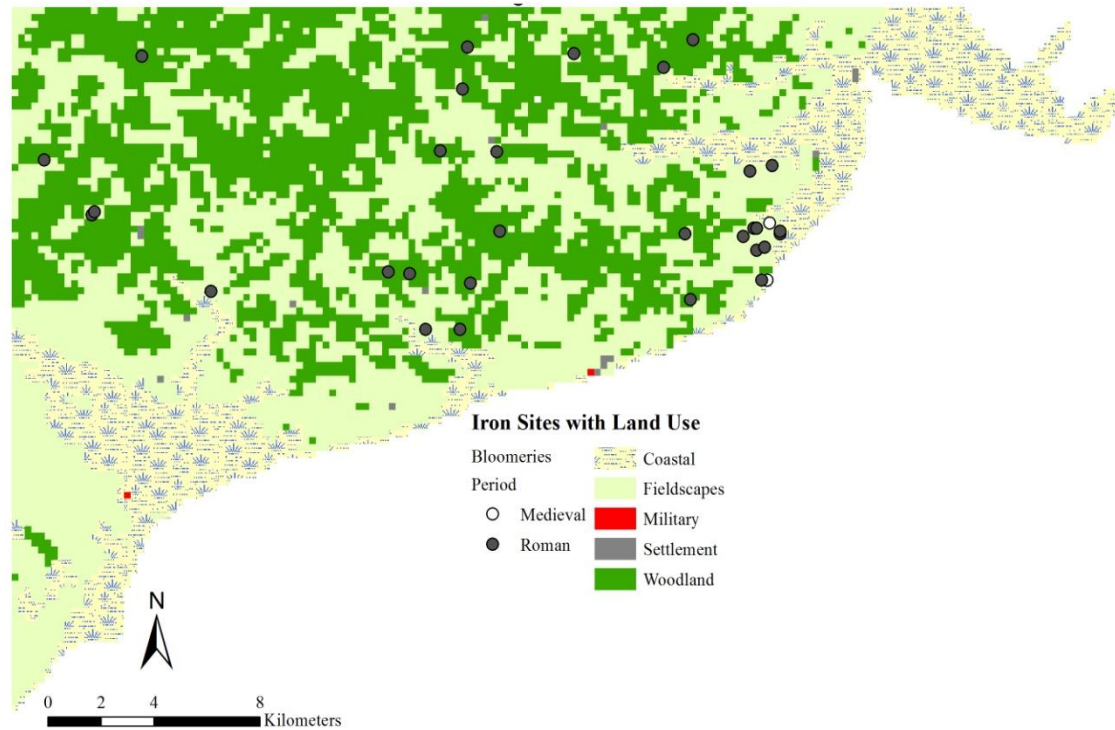 Iron Sites with Land Use
Bloomeries
Period
Medieval
Roman
Coastal
Fieldscapes
Military
Settlement
Woodland
N
0 2 4 8
Kilometers